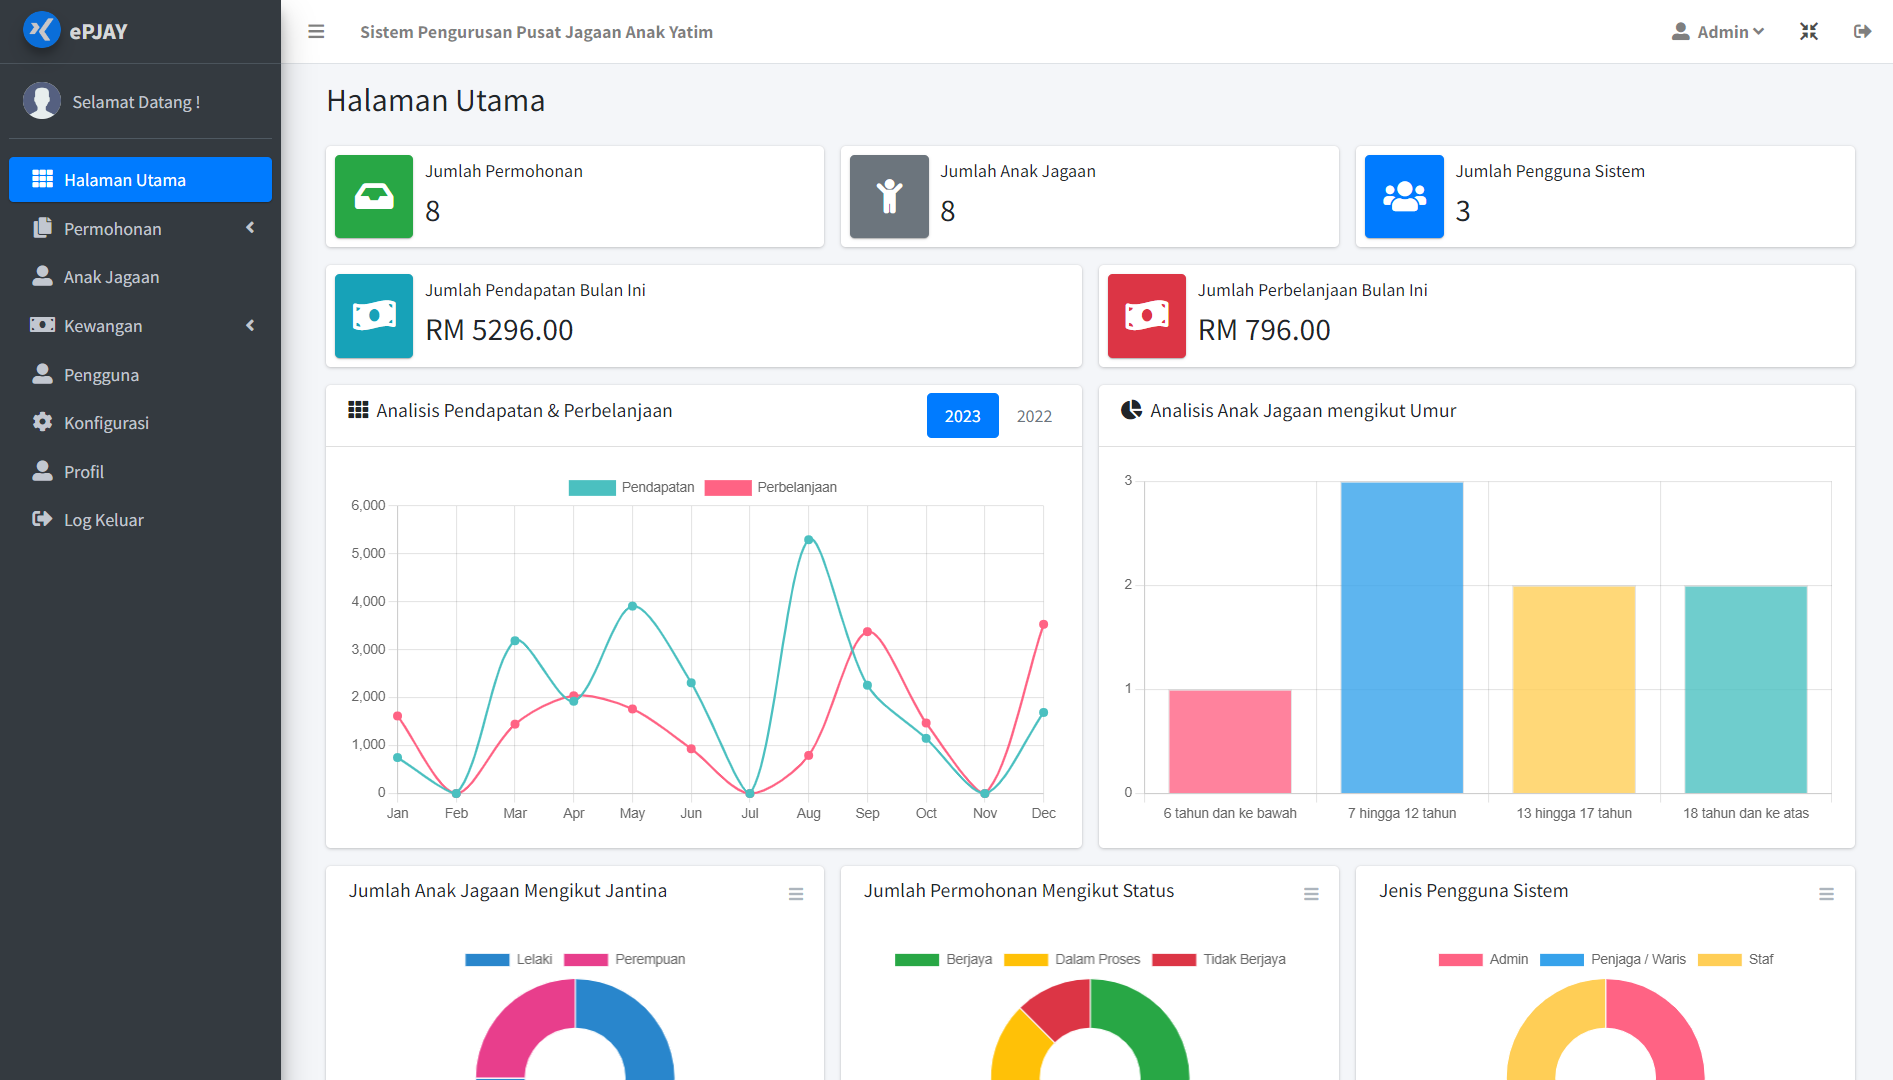 ePJAY
Sistem Pengurusan Pusat Jagaan Anak Yatim
Admin
Selamat Datang !
Halaman Utama
Permohonan
Anak Jagaan
Kewangan
Pengguna
Konfigurasi
Profil
Log Keluar
Halaman Utama
Jumlah Permohonan
8
Jumlah Anak Jagaan
8
Jumlah Pengguna Sistem
3
Jumlah Pendapatan Bulan Ini
RM 5296.00
Jumlah Perbelanjaan Bulan Ini
RM 796.00
Analisis Pendapatan & Perbelanjaan
2023 2022
Pendapatan Perbelanjaan
6,000
5,000
4,000
3,000
2,000
1,000
0
Jan Feb Mar Apr May Jun Jul Aug Sep Oct Nov Dec
Analisis Anak Jagaan mengikut Umur
3
2
1
0
6 tahun dan ke bawah 7 hingga 12 tahun 13 hingga 17 tahun 18 tahun dan ke atas
Jumlah Anak Jagaan Mengikut Jantina
Lelaki Perempuan
Jumlah Permohonan Mengikut Status
Berjaya Dalam Proses Tidak Berjaya
Jenis Pengguna Sistem
Admin Penjaga / Waris Staf